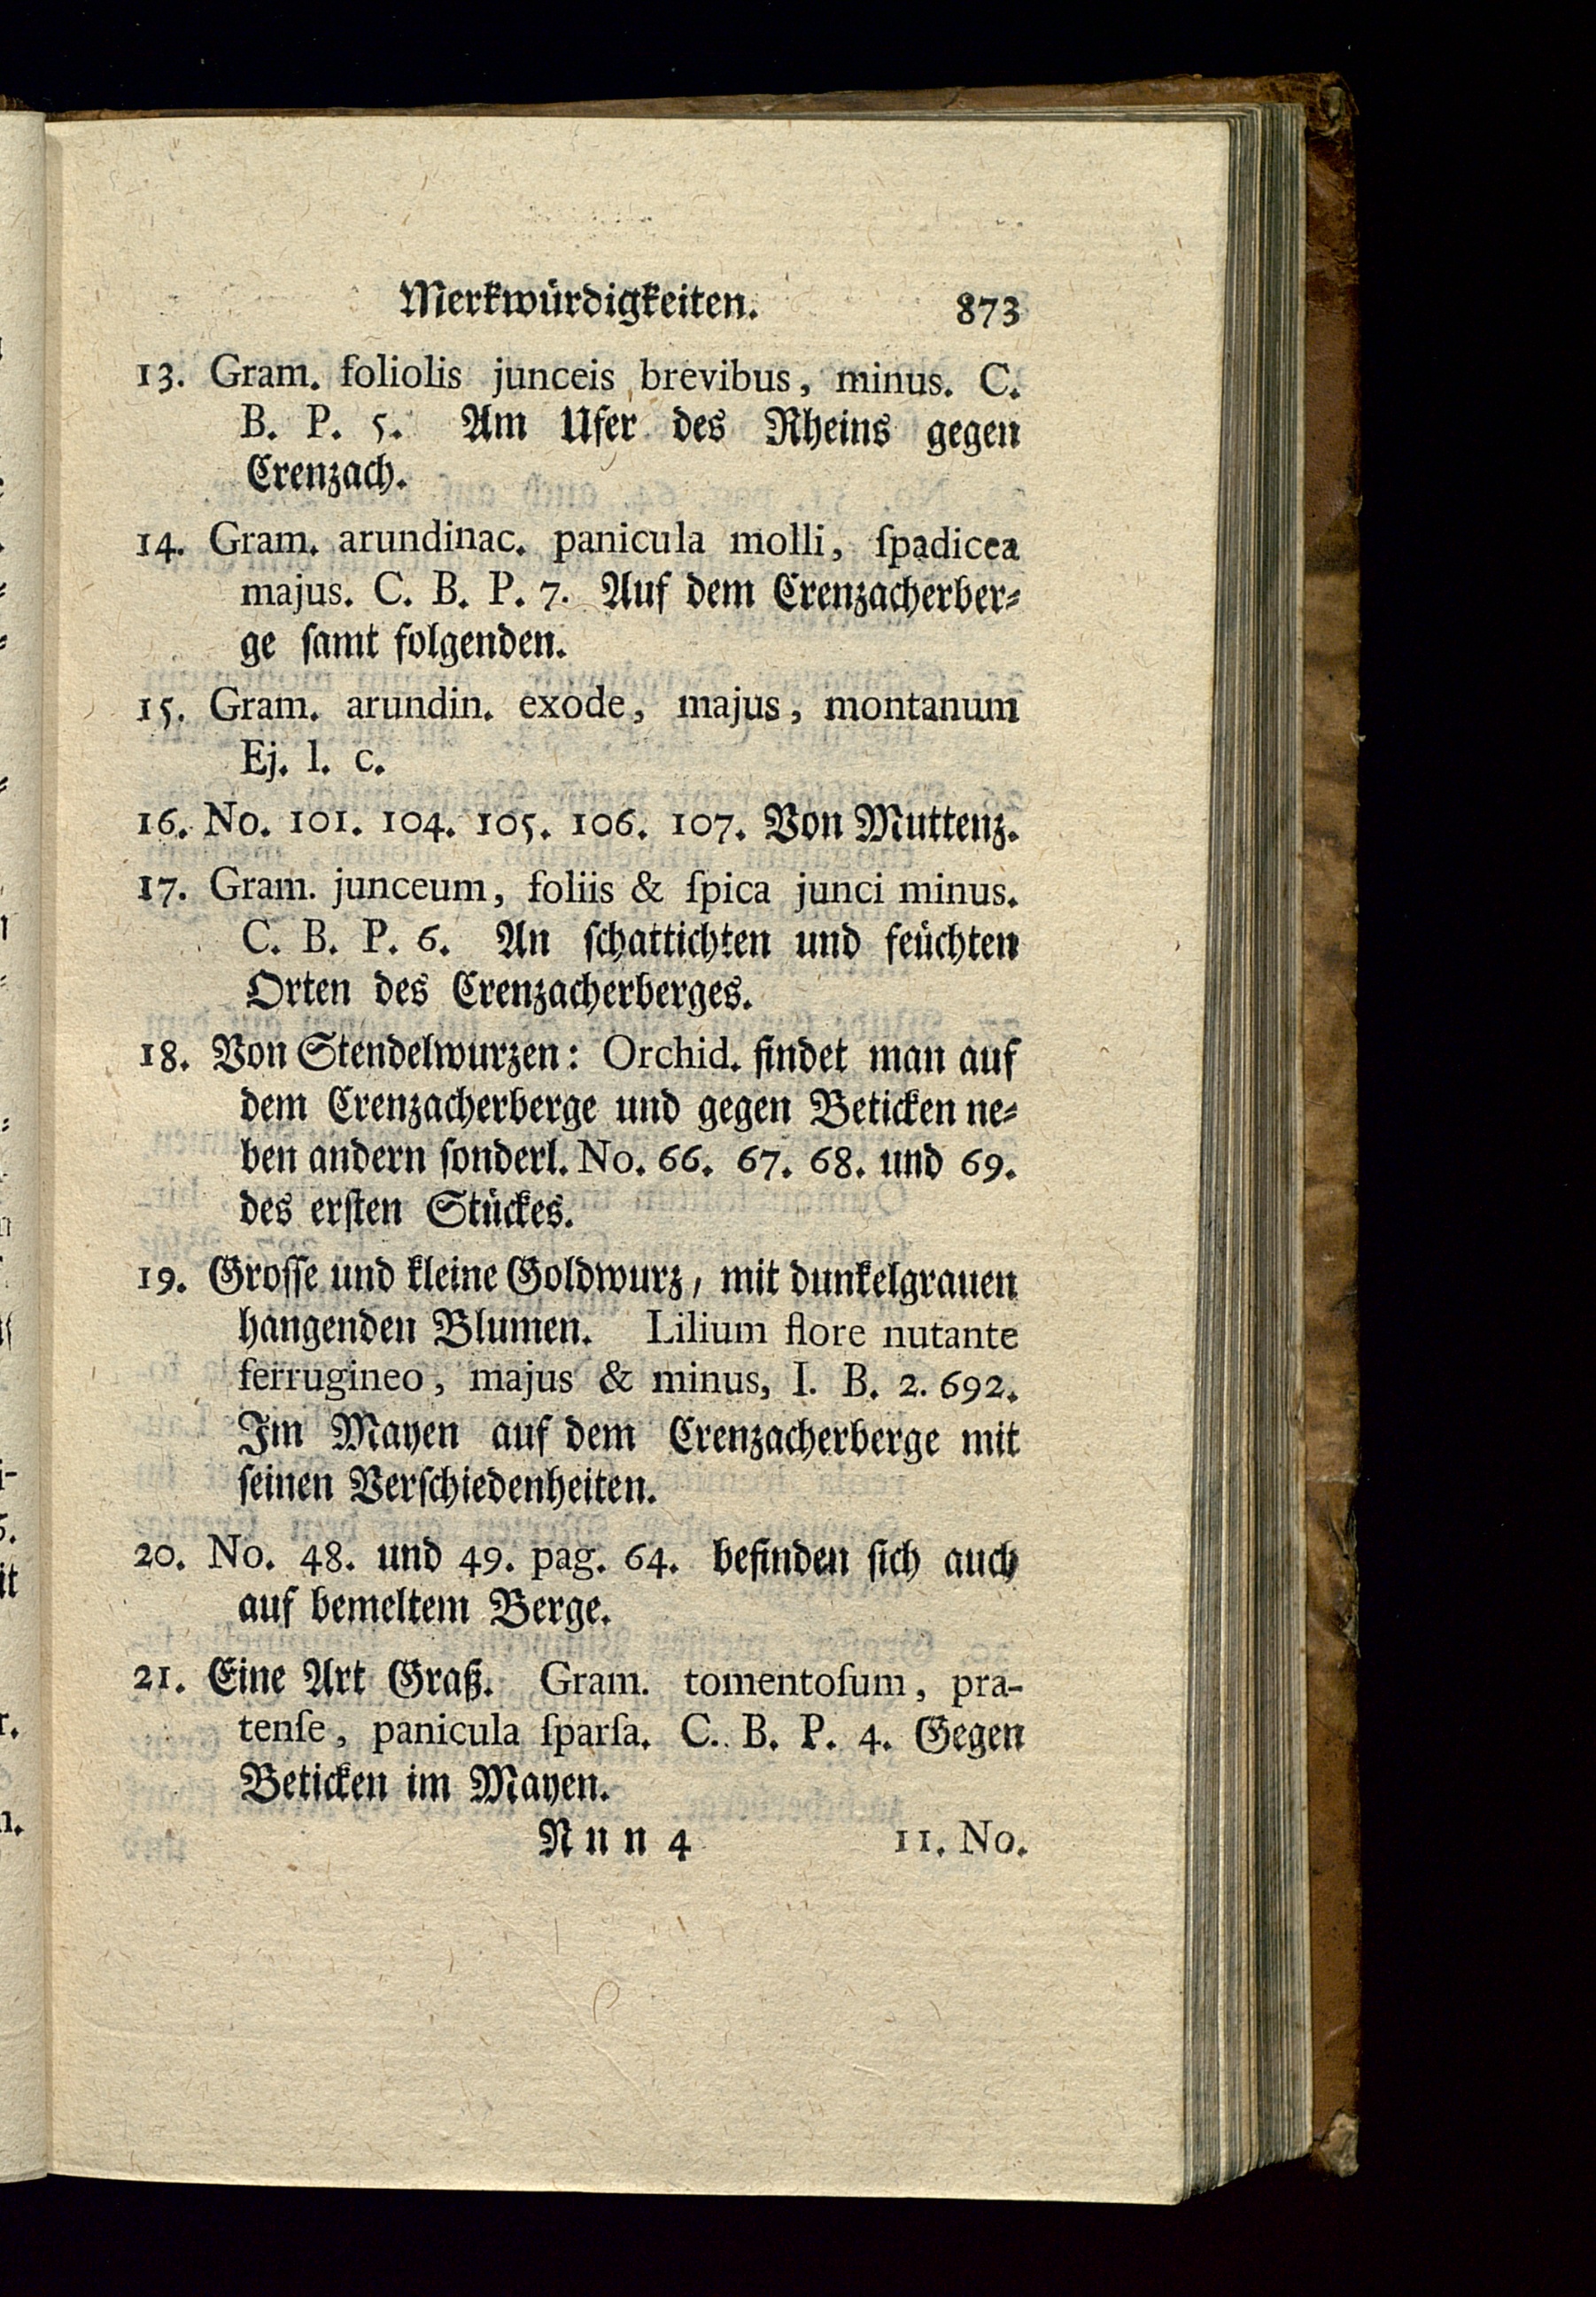 Merkwürdigkeiten. 873
13. Gram. foliolis junceis brevibus, minus. C.
B. P. 5. Am Ufer des Rheins gegen
Crenzach.
14. Gram. arundinac. panicula molli, ſpadicea
majus. C. B. P. 7. Auf dem Crenzacherber⸗
ge ſamt folgenden.
15. Gram. arundin. exode, majus, montanum
Ej. l. c.
16. No. 101. 104. 105. 106. 107. Von Muttenz.
17. Gram. junceum, foliis & ſpica junci minus.
C. B. P. 6. An ſchattichten und feüchten
Orten des Crenzacherberges.
18. Von Stendelwurzen: Orchid. findet man auf
dem Crenzacherberge und gegen Beticken ne⸗
ben andern ſonderl. No. 66. 67. 68. und 69.
des erſten Stückes.
19. Groſſe und kleine Goldwurz, mit dunkelgrauen
hangenden Blumen. Lilium flore nutante
ferrugineo, majus & minus, I. B. 2. 692.
Im Mayen auf dem Crenzacherberge mit
ſeinen Verſchiedenheiten.
20. No. 48. und 49. pag. 64. befinden ſich auch
auf bemeltem Berge.
21. Eine Art Graß. Gram. tomentoſum, pra-
tenſe, panicula ſparſa. C. B. P. 4. Gegen
Beticken im Mayen.
Nnn 4 11. No.